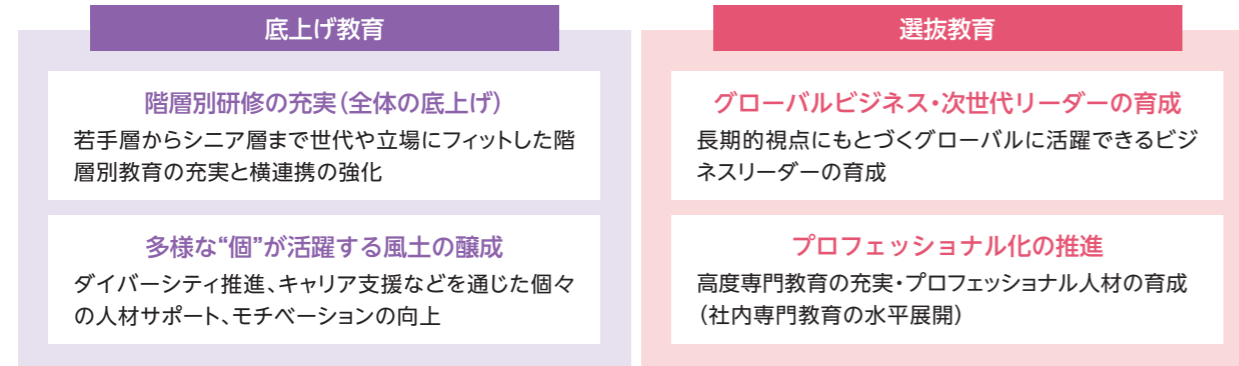 底上げ教育
階層別研修の充実(全体の底上げ)
若手層からシニア層まで世代や立場にフィットした階
層別教育の充実と横連携の強化
多様な“個”が活躍する風土の醸成
ダイバーシティ推進、キャリア支援などを通じた個々
の人材サポート、モチベーションの向上
選抜教育
グローバルビジネス・次世代リーダーの育成
長期的視点にもとづくグローバルに活躍できるビジ
ネスリーダーの育成
プロフェッショナル化の推進
高度専門教育の充実・プロフェッショナル人材の育成
(社内専門教育の水平展開)